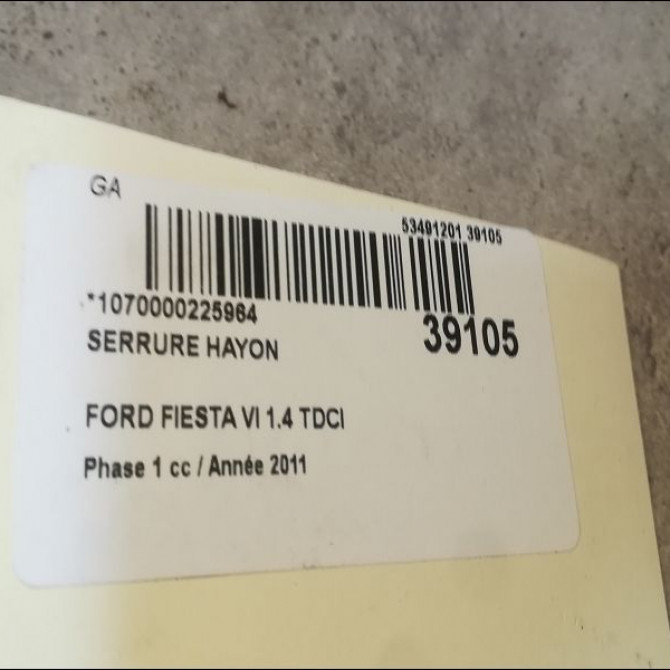 GA
53491201 39105
*1070000225964
39105
SERRURE HAYON
FORD FIESTA VI 1.4 TDCI
Phase 1 cc / Année 2011